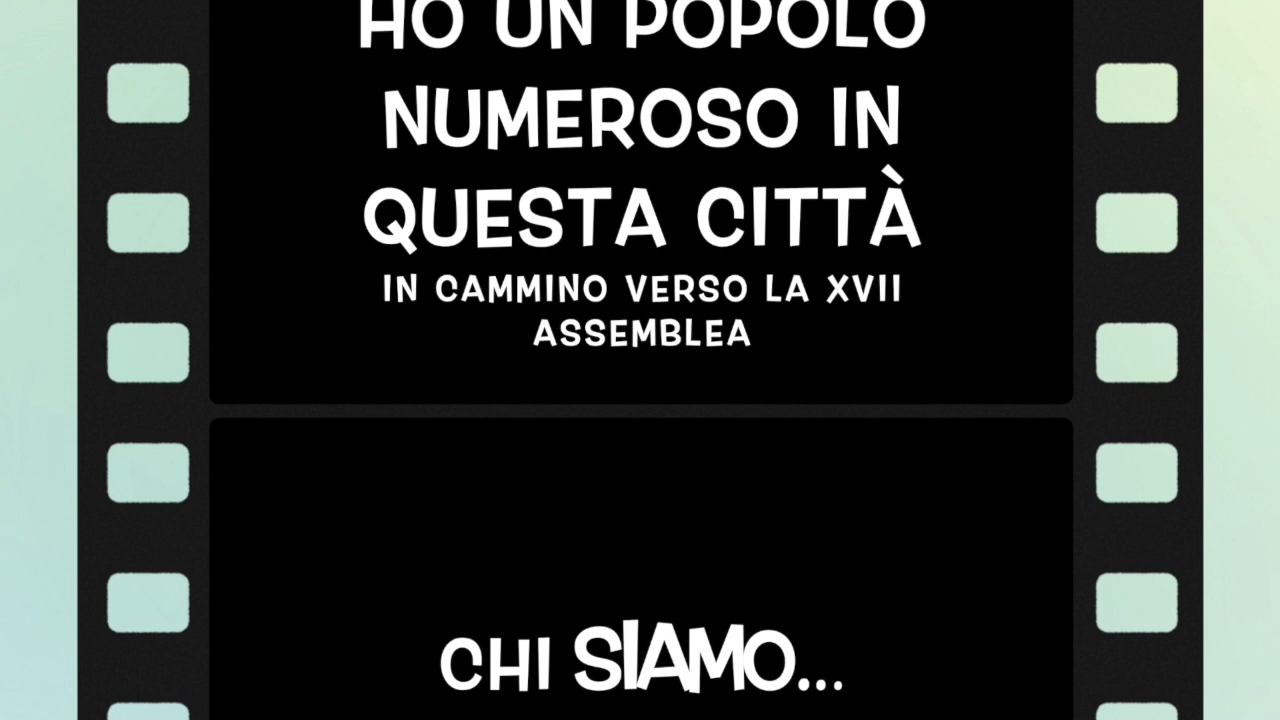 HO UN POPOLO
NUMEROSO IN
QUESTA CITTÀ
IN CAMMINO VERSO LA XVII
ASSEMBLEA
CHI SIAMO...